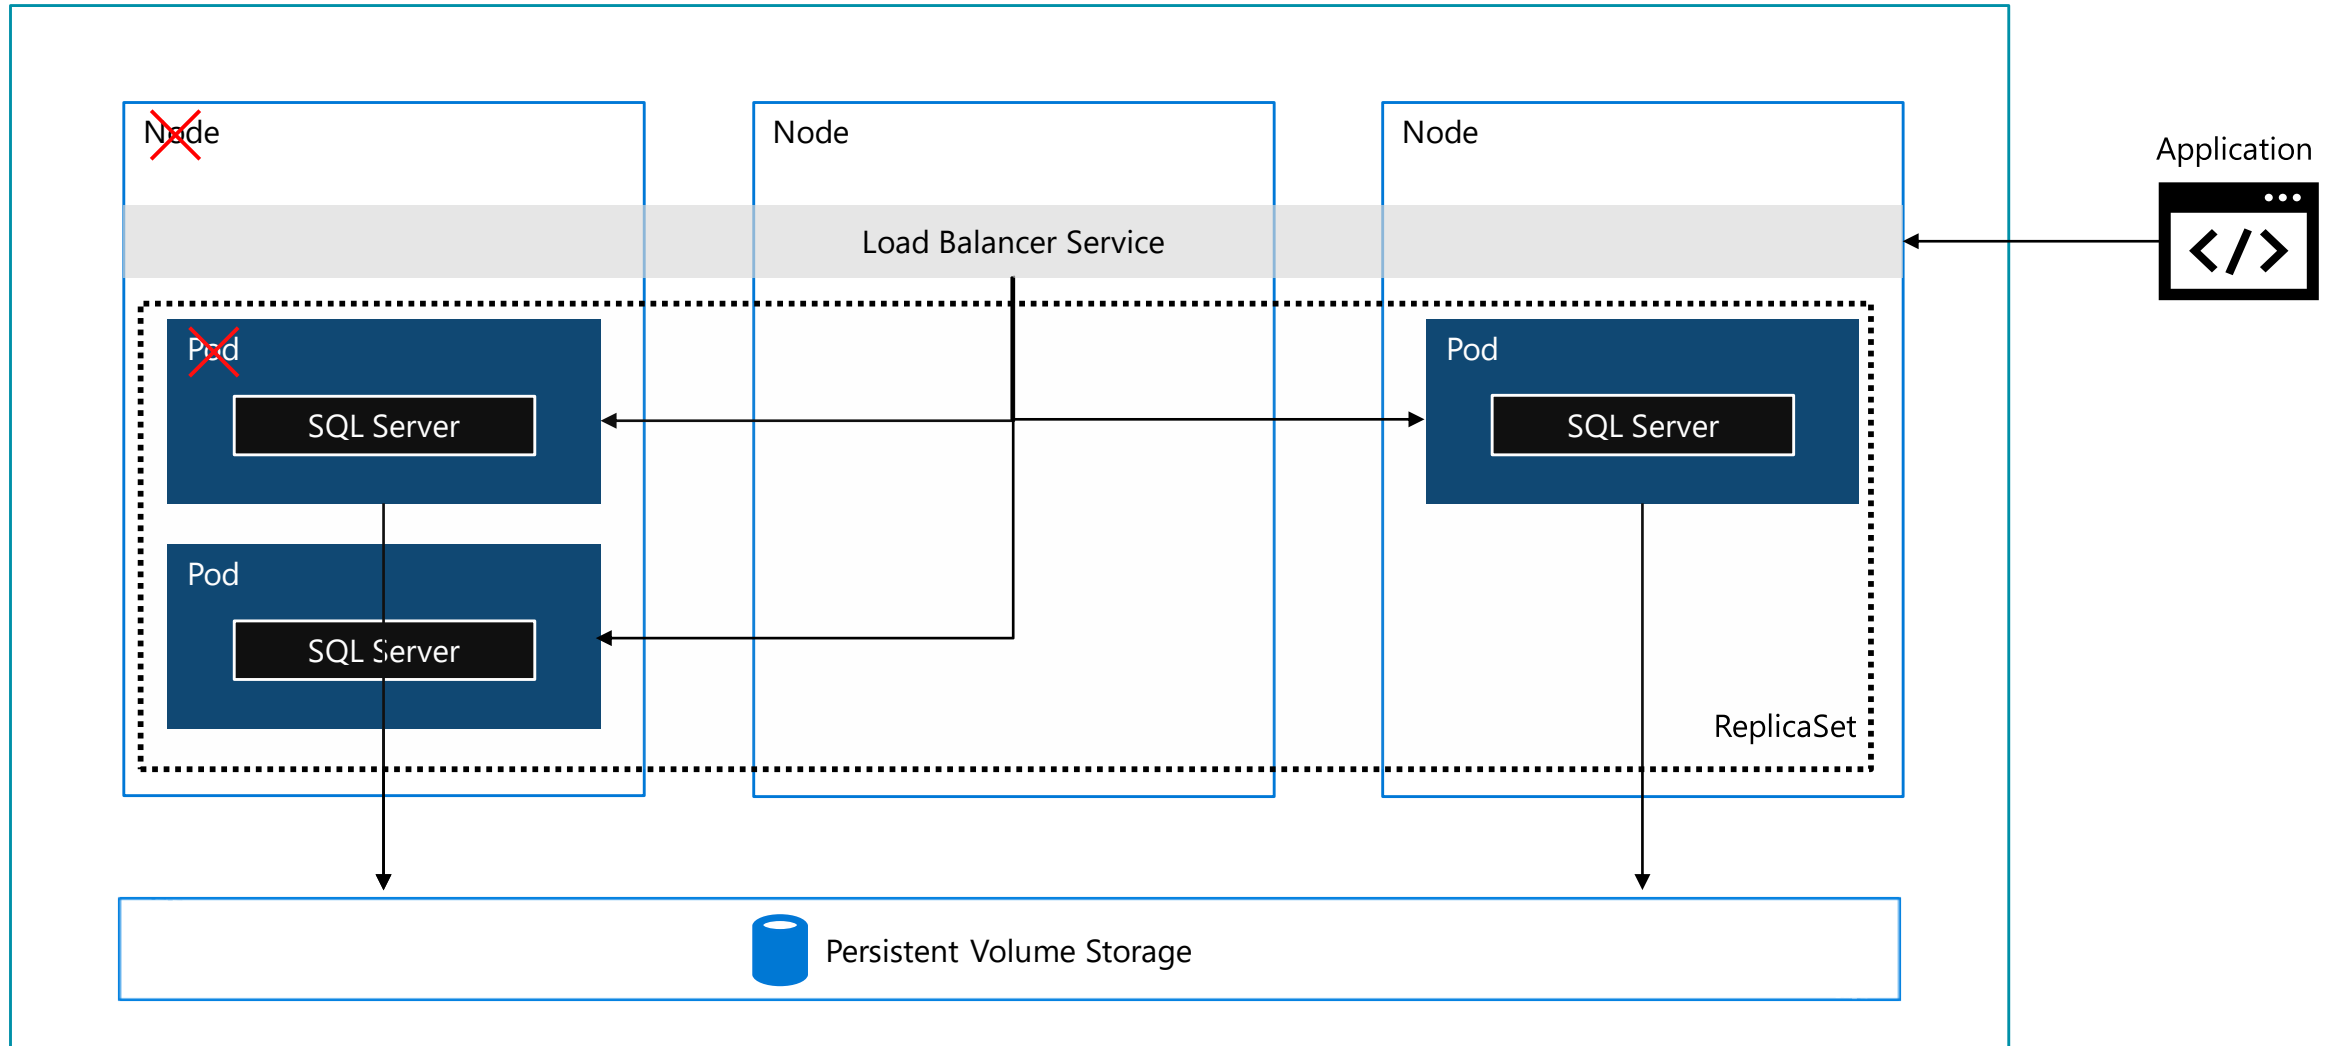 Node
Node
Node
Application
Load Balancer Service
Pod
SQL Server
Pod
SQL Server
Pod
SQL Server
ReplicaSet
Persistent Volume Storage